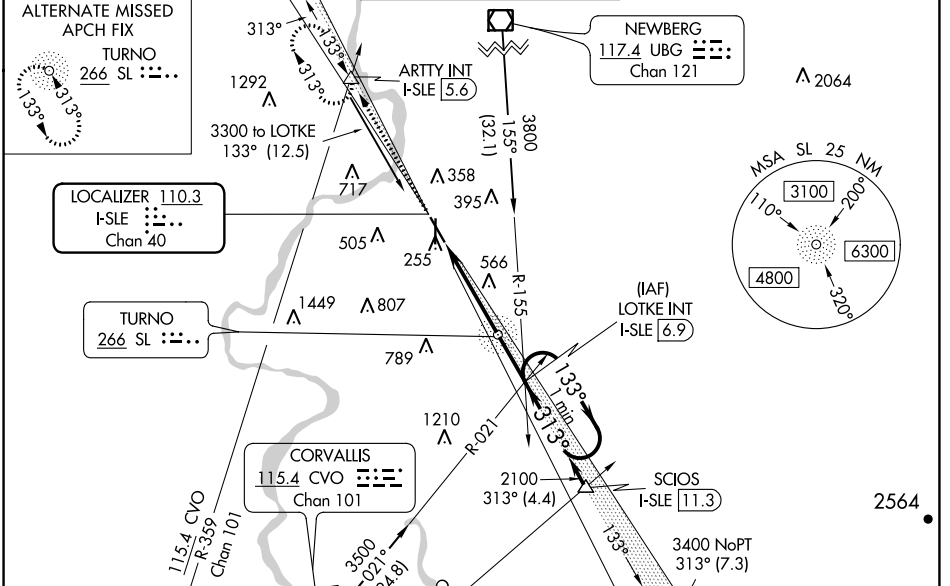 ALTERNATE MISSED
APCH FIX
TURNO
266 SL
133°
313°
313°
133°
313°
ARTTY INT
I-SLE 5.6
1292
3300 to LOTKE
133° (12.5)
NEWBERG
117.4 UBG
Chan 121
3800
155°
(32.1)
2064
MSA SL 25 NM
3100
110°
200°
6300
4800
320°
LOCALIZER 110.3
I-SLE
Chan 40
717
358
395
505
255
566
R-155
1449
807
TURNO
266 SL
789
(IAF)
LOTKE INT
I-SLE 6.9
133°
1 min
313°
1210
R-021
CORVALLIS
115.4 CVO
Chan 101
2100
313° (4.4)
SCIOS
I-SLE 11.3
2564
115.4 CVO
R-359
Chan 101
3500
133°
3400 NoPT
313° (7.3)